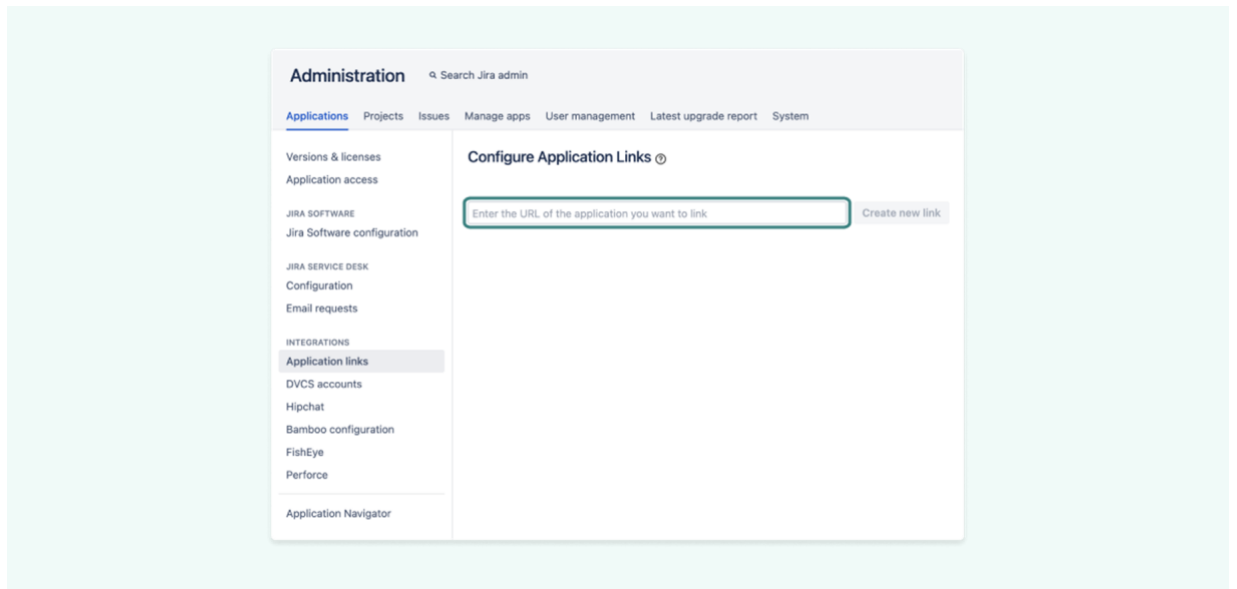 Administration
Search Jira admin
Applications Projects Issues Manage apps User management Latest upgrade report System
Versions & licenses
Application access
JIRA SOFTWARE
Jira Software configuration
JIRA SERVICE DESK
Configuration
Email requests
INTEGRATIONS
Application links
DVCS accounts
Hipchat
Bamboo configuration
FishEye
Perforce
Application Navigator
Configure Application Links ?
Enter the URL of the application you want to link
Create new link